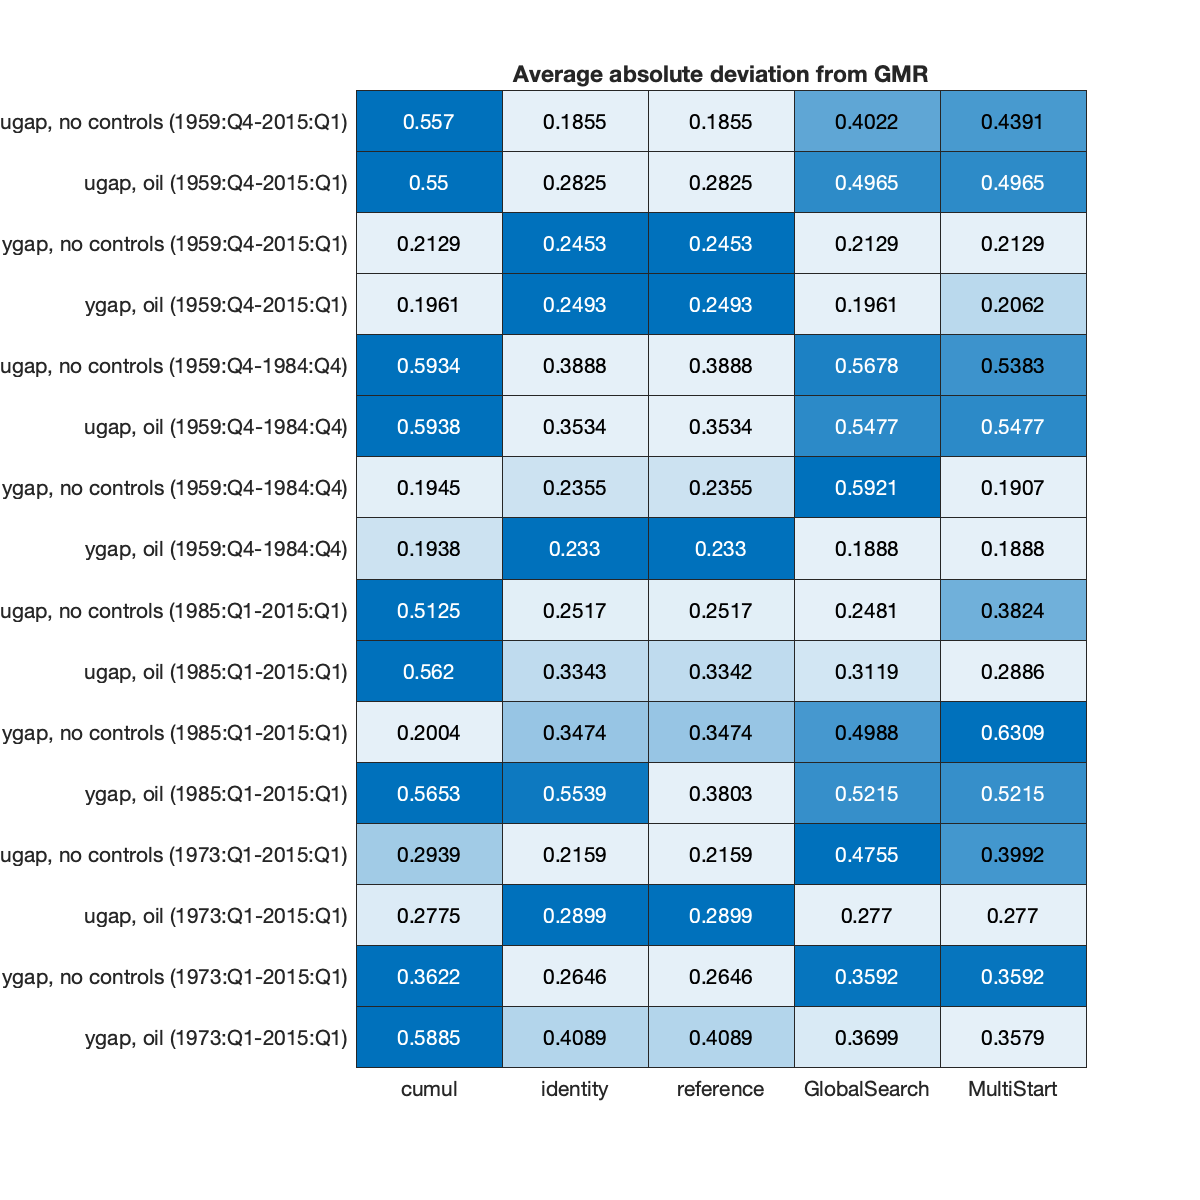 Average absolute deviation from GMR
ugap, no controls (1959:Q4-2015:Q1) 0.557 0.1855 0.1855 0.4022 0.4391
ugap, oil (1959:Q4-2015:Q1) 0.55 0.2825 0.2825 0.4965 0.4965
ygap, no controls (1959:Q4-2015:Q1) 0.2129 0.2453 0.2453 0.2129 0.2129
ygap, oil (1959:Q4-2015:Q1) 0.1961 0.2493 0.2493 0.1961 0.2062
ugap, no controls (1959:Q4-1984:Q4) 0.5934 0.3888 0.3888 0.5678 0.5383
ugap, oil (1959:Q4-1984:Q4) 0.5938 0.3534 0.3534 0.5477 0.5477
ygap, no controls (1959:Q4-1984:Q4) 0.1945 0.2355 0.2355 0.5921 0.1907
ygap, oil (1959:Q4-1984:Q4) 0.1938 0.233 0.233 0.1888 0.1888
ugap, no controls (1985:Q1-2015:Q1) 0.5125 0.2517 0.2517 0.2481 0.3824
ugap, oil (1985:Q1-2015:Q1) 0.562 0.3343 0.3342 0.3119 0.2886
ygap, no controls (1985:Q1-2015:Q1) 0.2004 0.3474 0.3474 0.4988 0.6309
ygap, oil (1985:Q1-2015:Q1) 0.5653 0.5539 0.3803 0.5215 0.5215
ugap, no controls (1973:Q1-2015:Q1) 0.2939 0.2159 0.2159 0.4755 0.3992
ugap, oil (1973:Q1-2015:Q1) 0.2775 0.2899 0.2899 0.277 0.277
ygap, no controls (1973:Q1-2015:Q1) 0.3622 0.2646 0.2646 0.3592 0.3592
ygap, oil (1973:Q1-2015:Q1) 0.5885 0.4089 0.4089 0.3699 0.3579
cumul identity reference GlobalSearch MultiStart